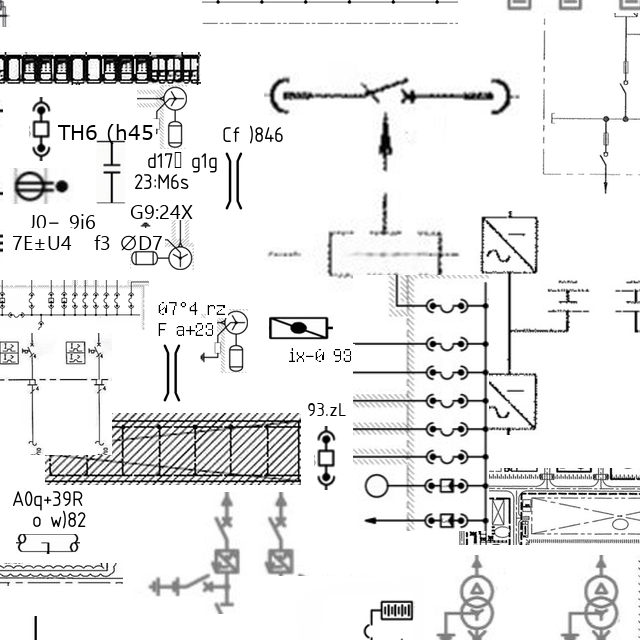 TH6 (h45
Cf )846
d17▯ g1g
23:M6s
G9:24X
J0- 9i6
7E±U4 f3 ∅D7
07°4 rz
F a+23
ix-0 93
93.zL
A0q+39R
o w)82